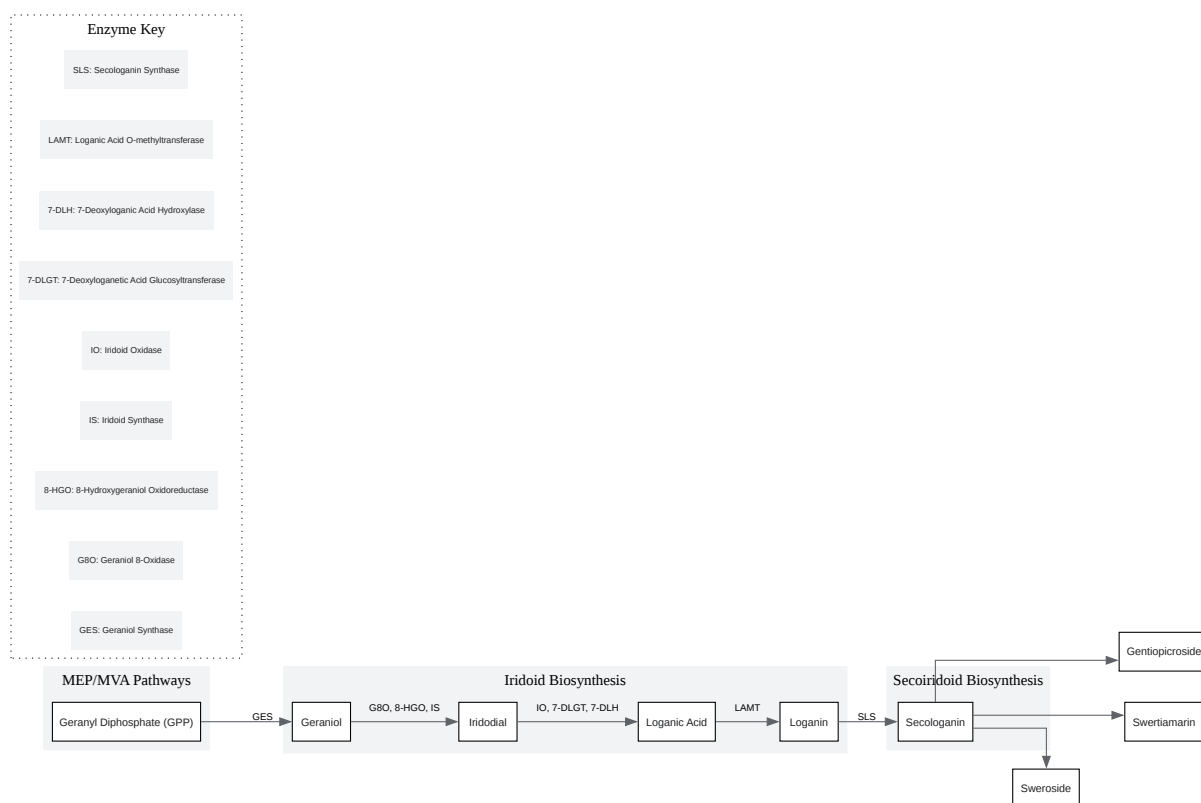 Enzyme Key
SLS: Secologanin Synthase
LAMT: Loganic Acid O-methyltransferase
7-DLH: 7-Deoxyloganic Acid Hydroxylase
7-DLGT: 7-Deoxyloganetic Acid Glucosyltransferase
IO: Iridoid Oxidase
IS: Iridoid Synthase
8-HGO: 8-Hydroxygeraniol Oxidoreductase
G8O: Geraniol 8-Oxidase
GES: Geraniol Synthase
MEP/MVA Pathways
Geranyl Diphosphate (GPP)
GES
Iridoid Biosynthesis
Geraniol
G8O, 8-HGO, IS
Iridodial
IO, 7-DLGT, 7-DLH
Loganic Acid
LAMT
Loganin
SLS
Secoiridoid Biosynthesis
Secologanin
Gentiopicroside
Swertiamarin
Sweroside